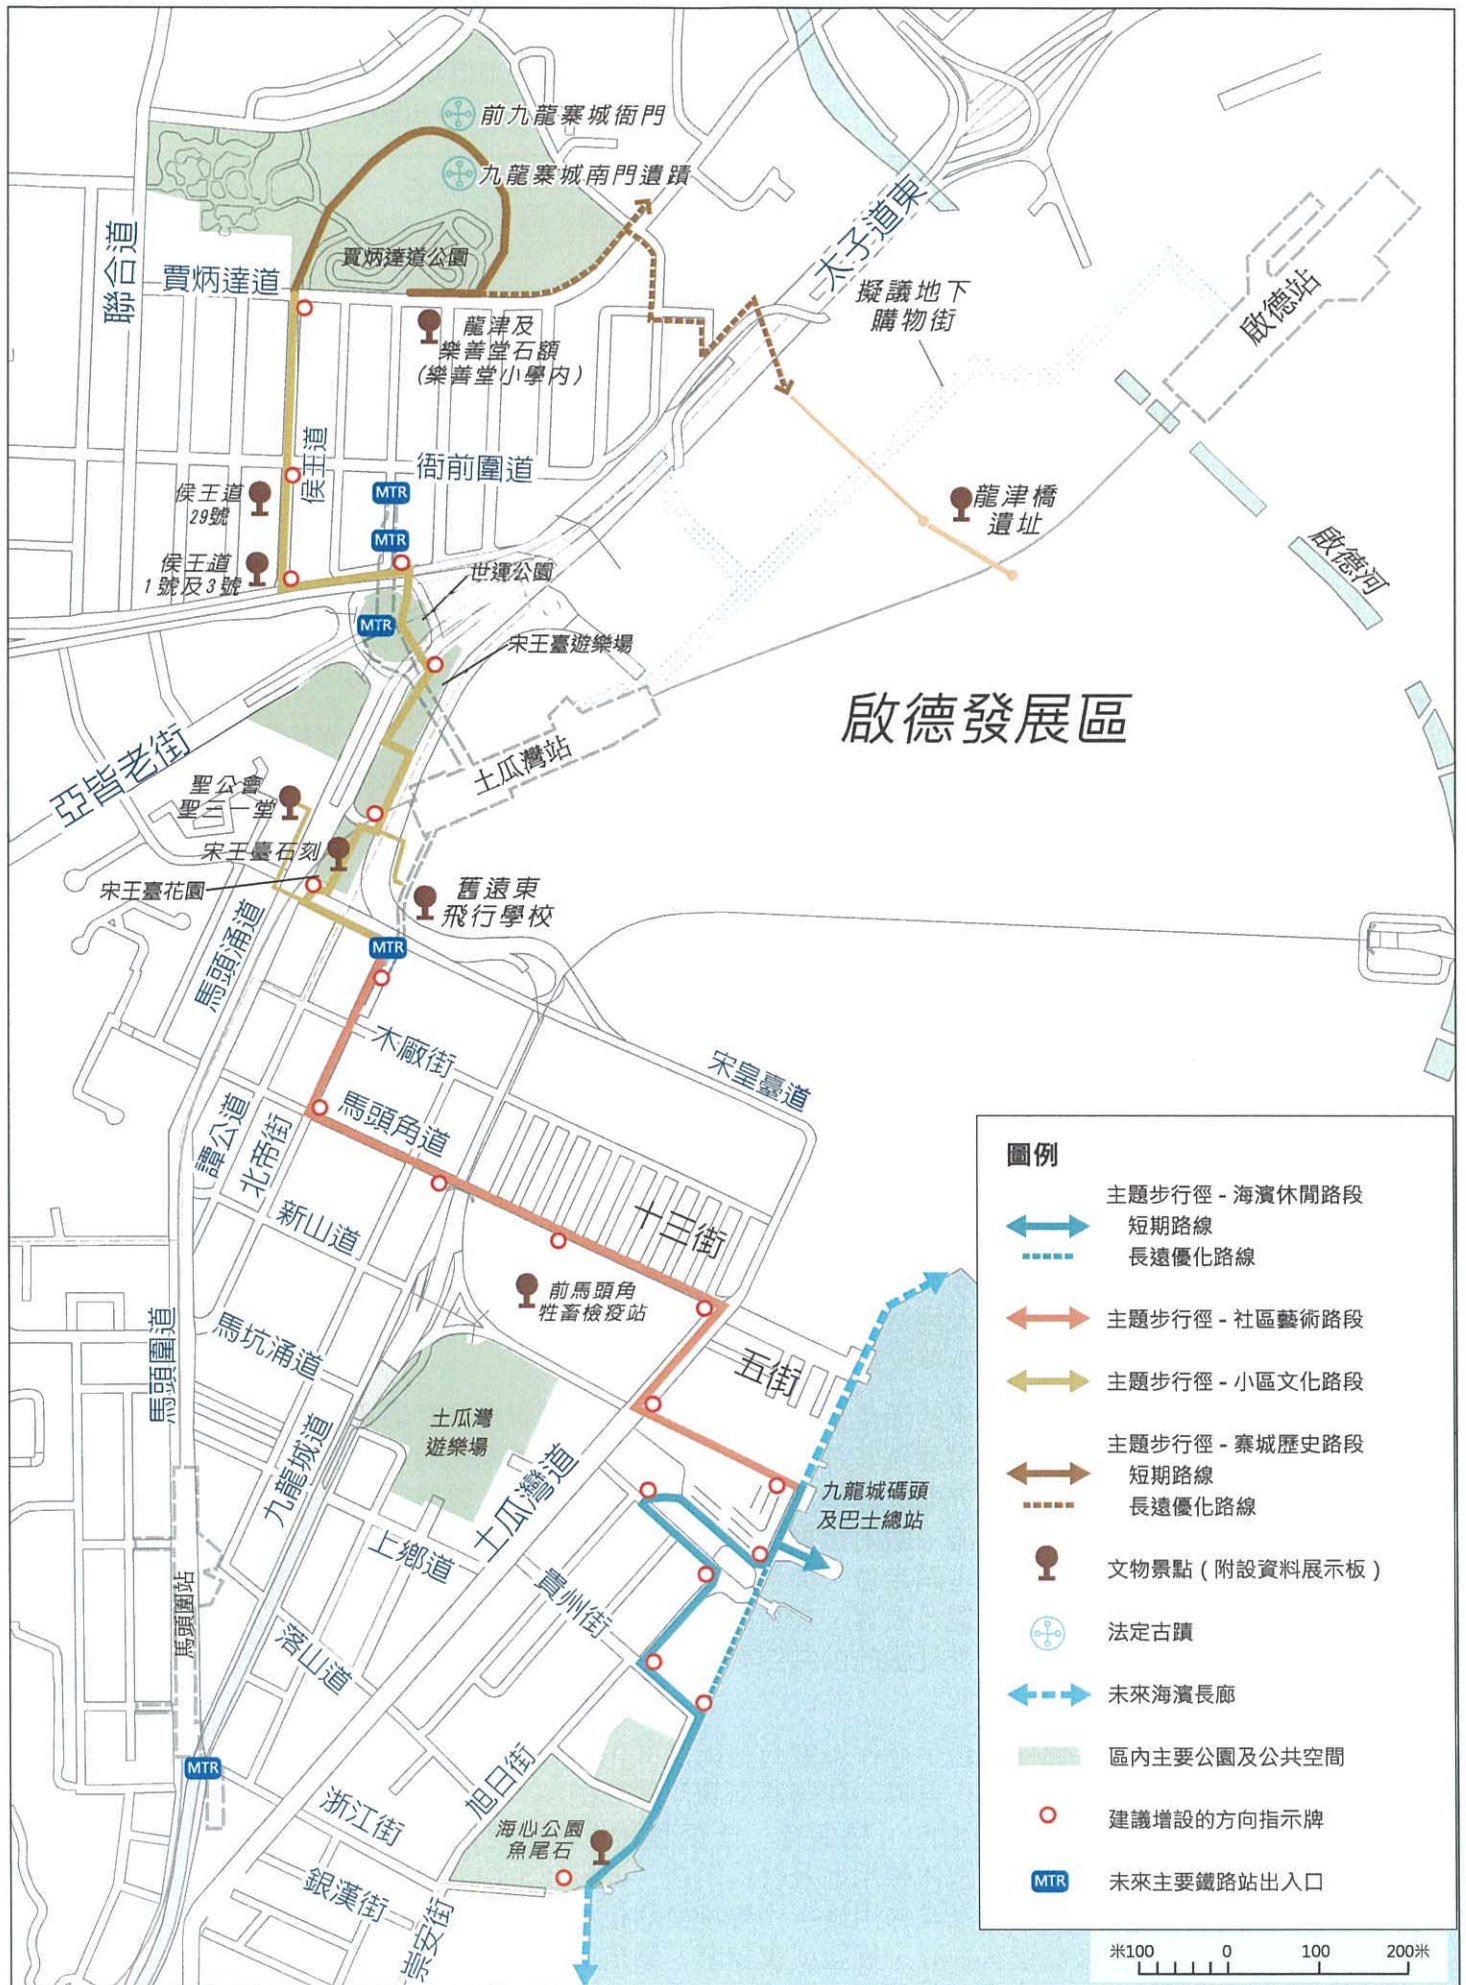 前九龍寨城衙門
九龍寨城南門遺蹟
聯合道
賈炳達道
賈炳達道公園
太子道東
擬議地下
購物街
啟德站
龍津及
樂善堂石額
(樂善堂小學內)
侯王道
衙前圍道
侯王道
29號
MTR
龍津橋
遺址
MTR
啟德河
侯王道
1號及3號
世運公園
MTR
宋王臺遊樂場
啟德發展區
亞皆老街
土瓜灣站
聖公會
聖三一堂
宋王臺石刻
宋王臺花園
舊遠東
飛行學校
MTR
馬頭涌道
木廠街
宋皇臺道
馬頭角道
譚公道
北帝街
新山道
十三街
前馬頭角
牲畜檢疫站
馬坑涌道
馬頭圍道
五街
土瓜灣
遊樂場
九龍城道
土瓜灣道
九龍城碼頭
及巴士總站
上鄉道
貴州街
馬頭圍站
落山道
MTR
浙江街
旭日街
海心公園
魚尾石
銀漢街
崇安街
圖例
主題步行徑 - 海濱休閒路段
短期路線
長遠優化路線
主題步行徑 - 社區藝術路段
主題步行徑 - 小區文化路段
主題步行徑 - 寨城歷史路段
短期路線
長遠優化路線
文物景點 ( 附設資料展示板 )
法定古蹟
未來海濱長廊
區內主要公園及公共空間
建議增設的方向指示牌
MTR 未來主要鐵路站出入口
米100 0 100 200米